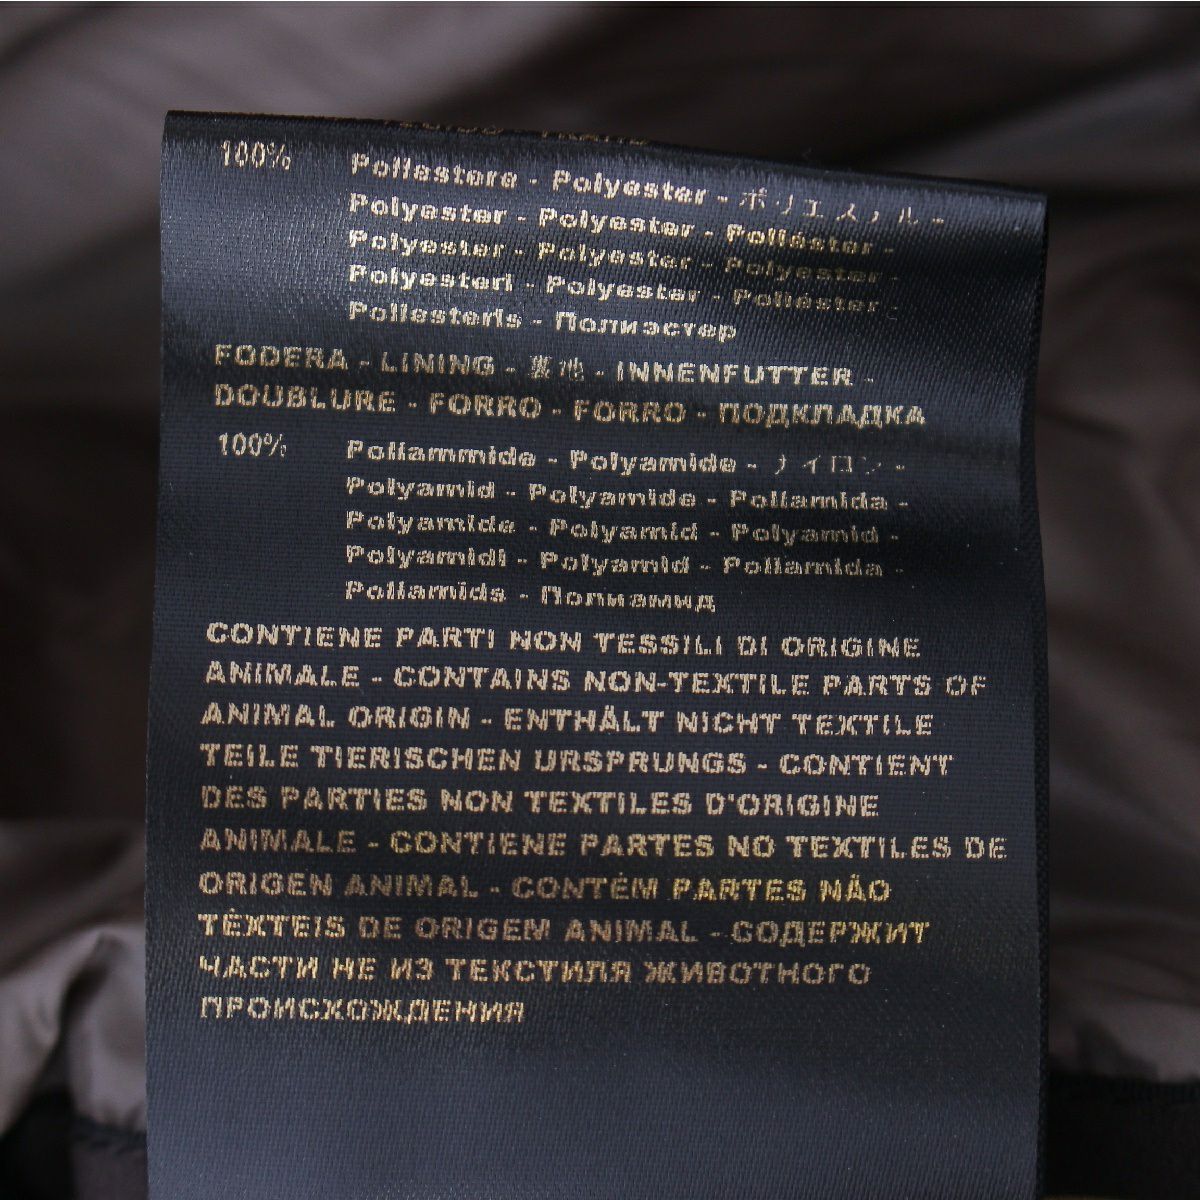 100% Poliestere - Polyester - ポリエステル -
Polyester - Polyester - Poliéster -
Polyester - Polyester - Polyester -
Polyesteri - Polyester - Poliéster -
Poliesteris - Полиэстер
FODERA - LINING - 裏地 - INNENFUTTER -
DOUBLURE - FORRO - FORRO - ПОДКЛАДКА
100% Poliammide - Polyamide - ナイロン -
Polyamid - Polyamide - Poliamida -
Polyamide - Polyamid - Polyamid -
Polyamidi - Polyamid - Poliamida -
Poliamīds - Полиамид
CONTIENE PARTI NON TESSILI DI ORIGINE
ANIMALE - CONTAINS NON-TEXTILE PARTS OF
ANIMAL ORIGIN - ENTHÄLT NICHT TEXTILE
TEILE TIERISCHEN URSPRUNGS - CONTIENT
DES PARTIES NON TEXTILES D'ORIGINE
ANIMALE - CONTIENE PARTES NO TEXTILES DE
ORIGEN ANIMAL - CONTÉM PARTES NÃO
TÊXTEIS DE ORIGEM ANIMAL - СОДЕРЖИТ
ЧАСТИ НЕ ИЗ ТЕКСТИЛЯ ЖИВОТНОГО
ПРОИСХОЖДЕНИЯ